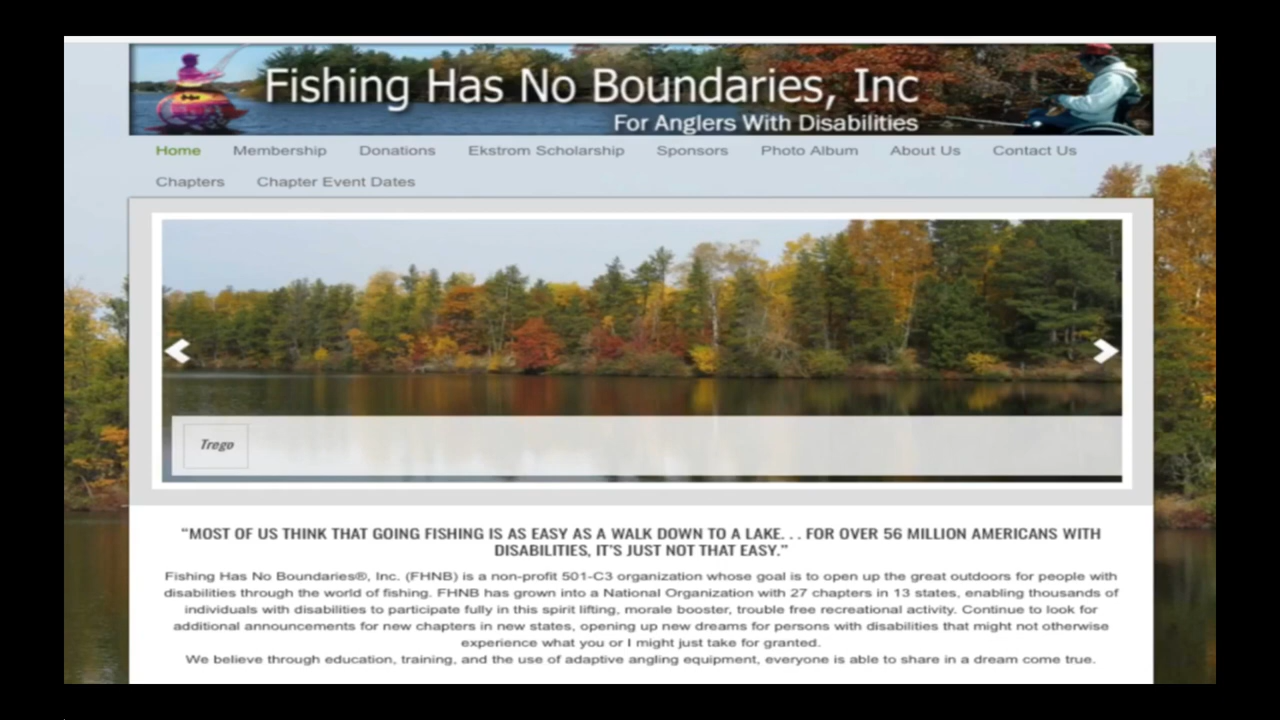 Fishing Has No Boundaries, Inc
For Anglers With Disabilities
Home Membership Donations Ekstrom Scholarship Sponsors Photo Album About Us Contact Us
Chapters Chapter Event Dates
Trego
“MOST OF US THINK THAT GOING FISHING IS AS EASY AS A WALK DOWN TO A LAKE. . . FOR OVER 56 MILLION AMERICANS WITH
DISABILITIES, IT’S JUST NOT THAT EASY.”
Fishing Has No Boundaries®, Inc. (FHNB) is a non-profit 501-C3 organization whose goal is to open up the great outdoors for people with
disabilities through the world of fishing. FHNB has grown into a National Organization with 27 chapters in 13 states, enabling thousands of
individuals with disabilities to participate fully in this spirit lifting, morale booster, trouble free recreational activity. Continue to look for
additional announcements for new chapters in new states, opening up new dreams for persons with disabilities that might not otherwise
experience what you or I might just take for granted.
We believe through education, training, and the use of adaptive angling equipment, everyone is able to share in a dream come true.